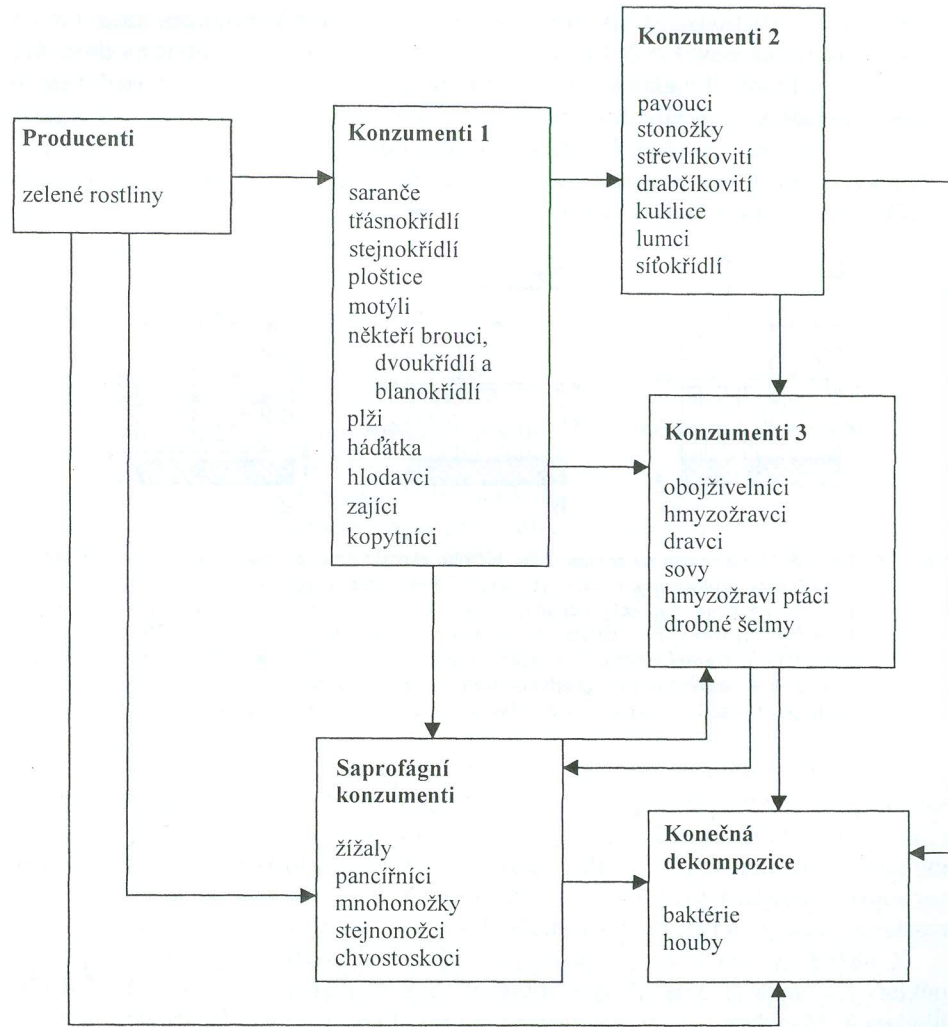 Producenti
zelené rostliny
Konzumenti 1
saranče
třásnokřídlí
stejnokřídlí
ploštice
motýli
někteří brouci,
dvoukřídlí a
blanokřídlí
plži
háďátka
hlodavci
zajíci
kopytníci
Konzumenti 2
pavouci
stonožky
střevlíkovití
drabčíkovití
kuklice
lumci
síťokřídlí
Konzumenti 3
obojživelníci
hmyzožravci
dravci
sovy
hmyzožraví ptáci
drobné šelmy
Saprofágní
konzumenti
žížaly
pancířníci
mnohonožky
stejnonožci
chvostoskoci
Konečná
dekompozice
baktérie
houby